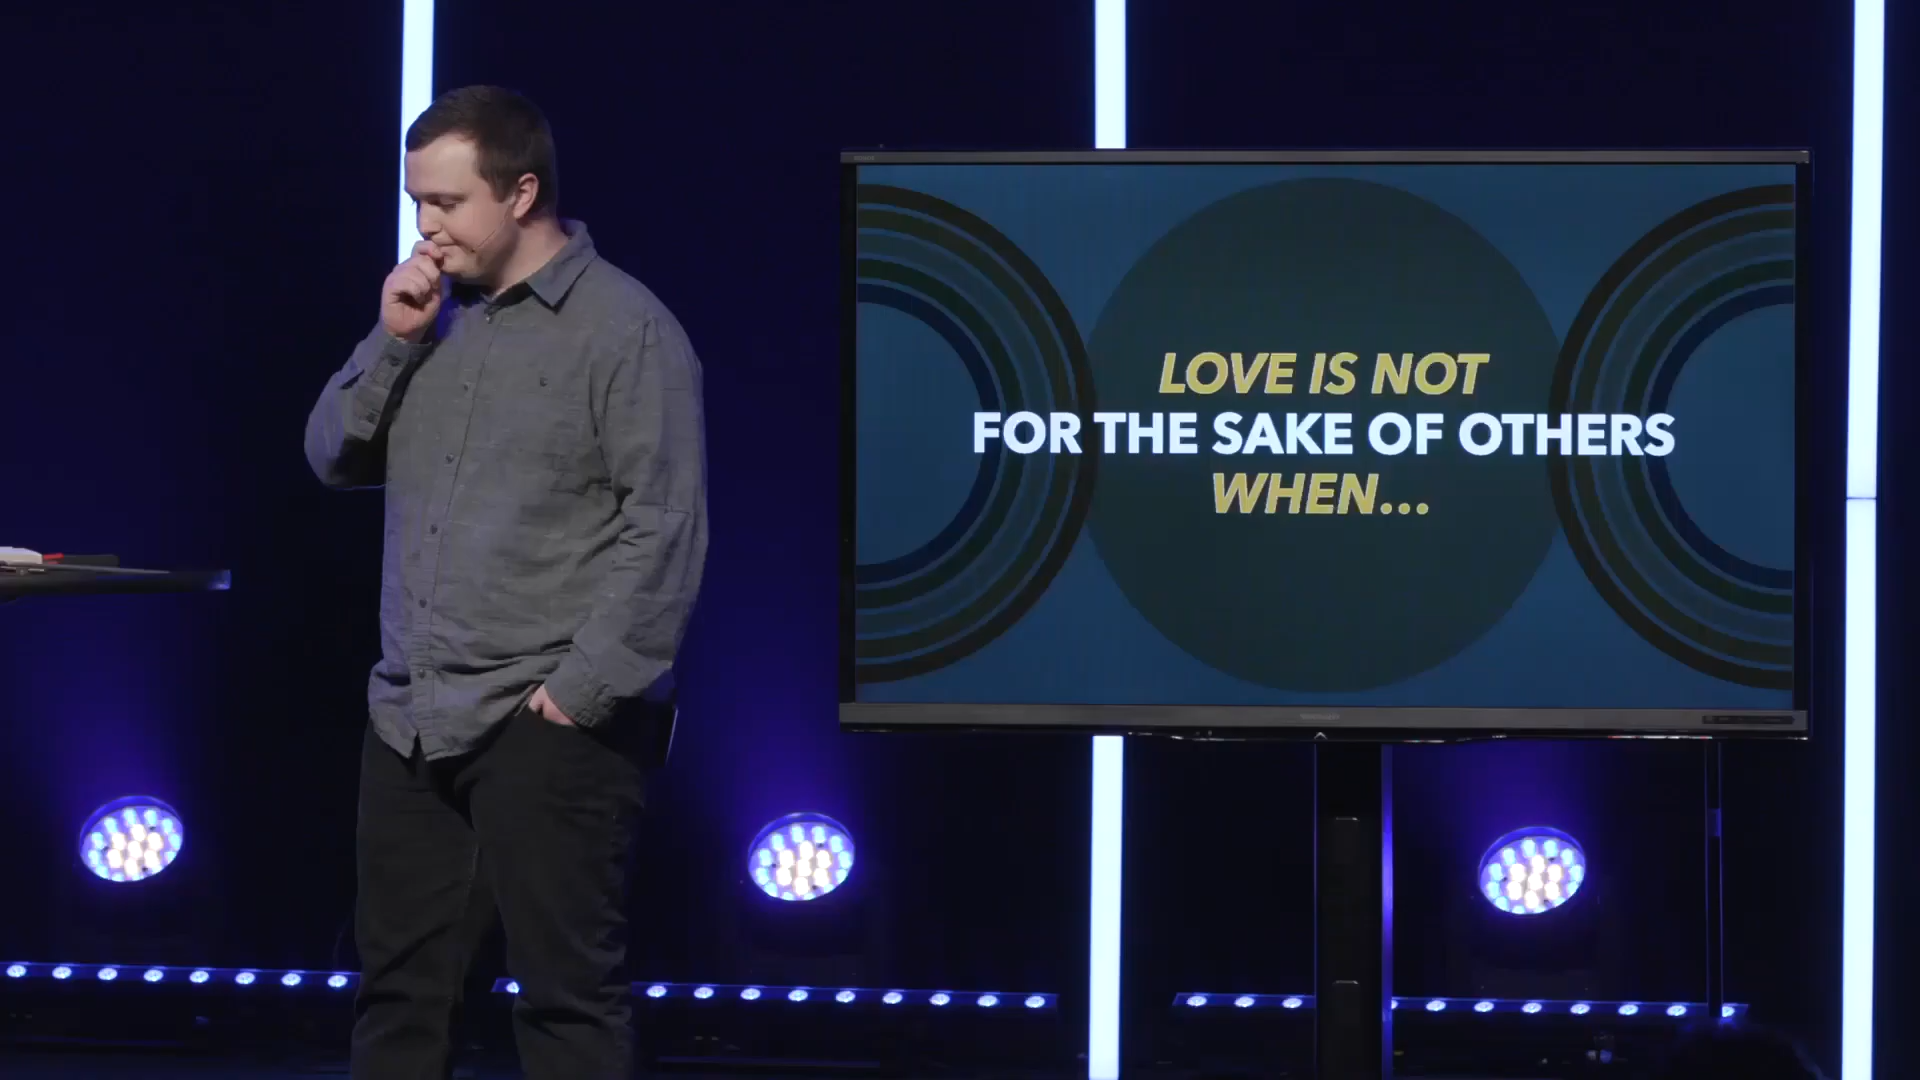 LOVE IS NOT
FOR THE SAKE OF OTHERS
WHEN...